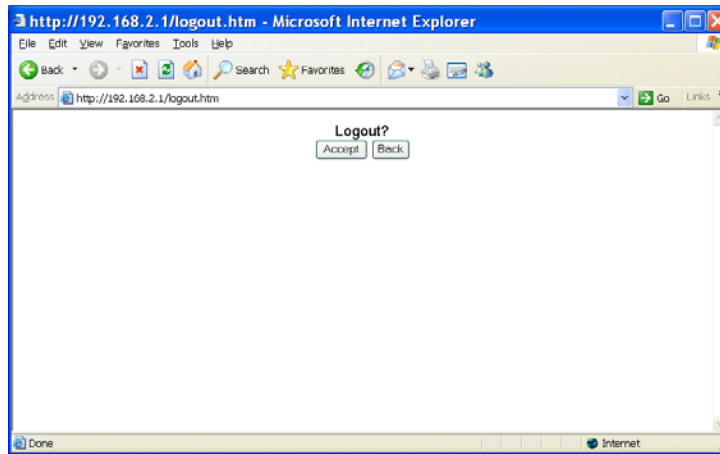 http://192.168.2.1/logout.htm - Microsoft Internet Explorer
File Edit View Favorites Tools Help
Back Search Favorites
Address http://192.168.2.1/logout.htm Go Links
Logout?
Accept Back
Done Internet